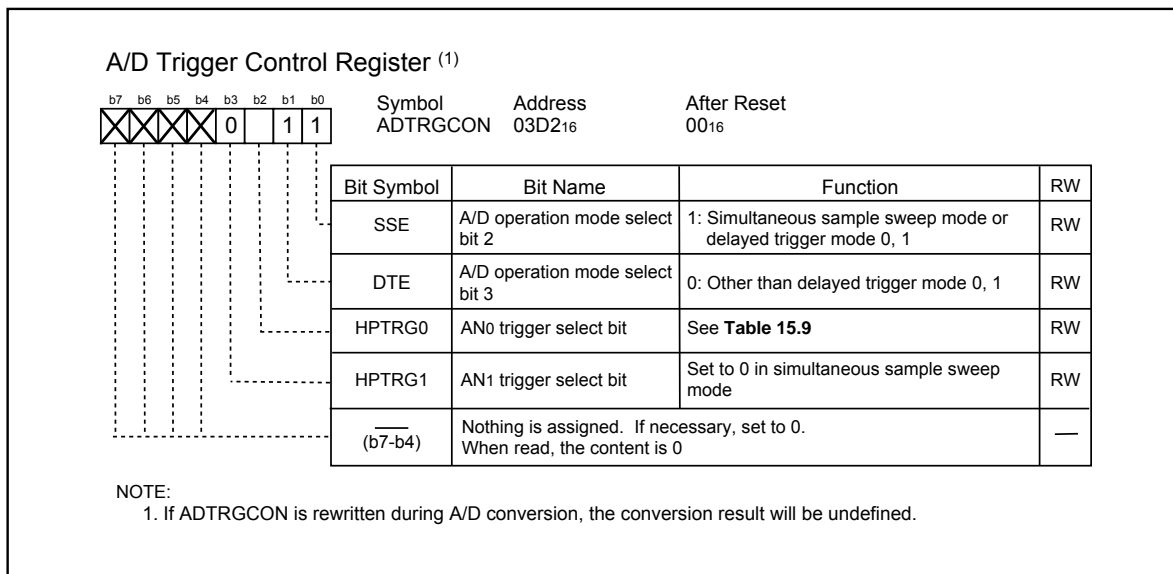 A/D Trigger Control Register (1)
b7 b6 b5 b4 b3 b2 b1 b0
0 1 1
Symbol Address After Reset
ADTRGCON 03D216 0016
Bit Symbol Bit Name Function RW
SSE A/D operation mode select bit 2 1: Simultaneous sample sweep mode or delayed trigger mode 0, 1 RW
DTE A/D operation mode select bit 3 0: Other than delayed trigger mode 0, 1 RW
HPTRG0 AN0 trigger select bit See Table 15.9 RW
HPTRG1 AN1 trigger select bit Set to 0 in simultaneous sample sweep mode RW
(b7-b4) Nothing is assigned. If necessary, set to 0. When read, the content is 0 —
NOTE:
1. If ADTRGCON is rewritten during A/D conversion, the conversion result will be undefined.